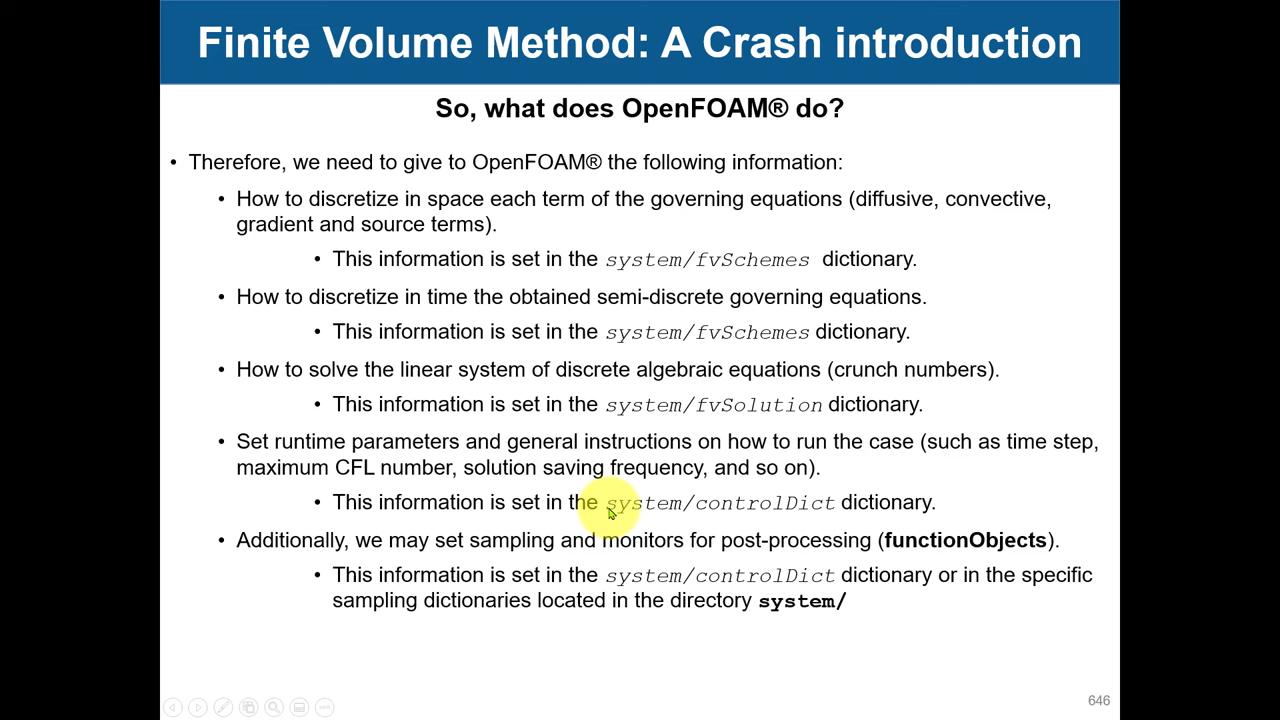 Finite Volume Method: A Crash introduction
So, what does OpenFOAM® do?
• Therefore, we need to give to OpenFOAM® the following information:
• How to discretize in space each term of the governing equations (diffusive, convective,
gradient and source terms).
• This information is set in the system/fvSchemes dictionary.
• How to discretize in time the obtained semi-discrete governing equations.
• This information is set in the system/fvSchemes dictionary.
• How to solve the linear system of discrete algebraic equations (crunch numbers).
• This information is set in the system/fvSolution dictionary.
• Set runtime parameters and general instructions on how to run the case (such as time step,
maximum CFL number, solution saving frequency, and so on).
• This information is set in the system/controlDict dictionary.
• Additionally, we may set sampling and monitors for post-processing (functionObjects).
• This information is set in the system/controlDict dictionary or in the specific
sampling dictionaries located in the directory system/
646